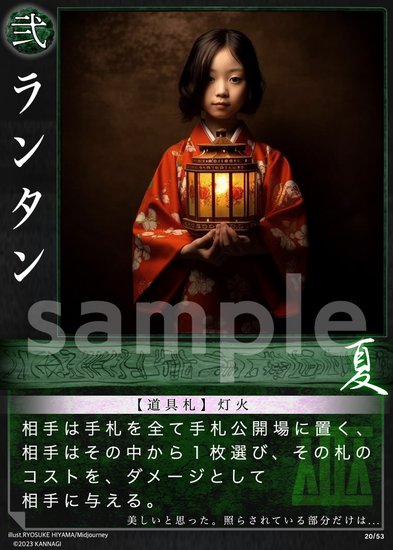 弐
ランタン
sample
夏
【道具札】灯火
相手は手札を全て手札公開場に置く、
相手はその中から1枚選び、その札の
コストを、ダメージとして
相手に与える。
美しいと思った。照らされている部分だけは…
illust.RYOSUKE HIYAMA/Midjourney
©2023 KANNAGI
20/53